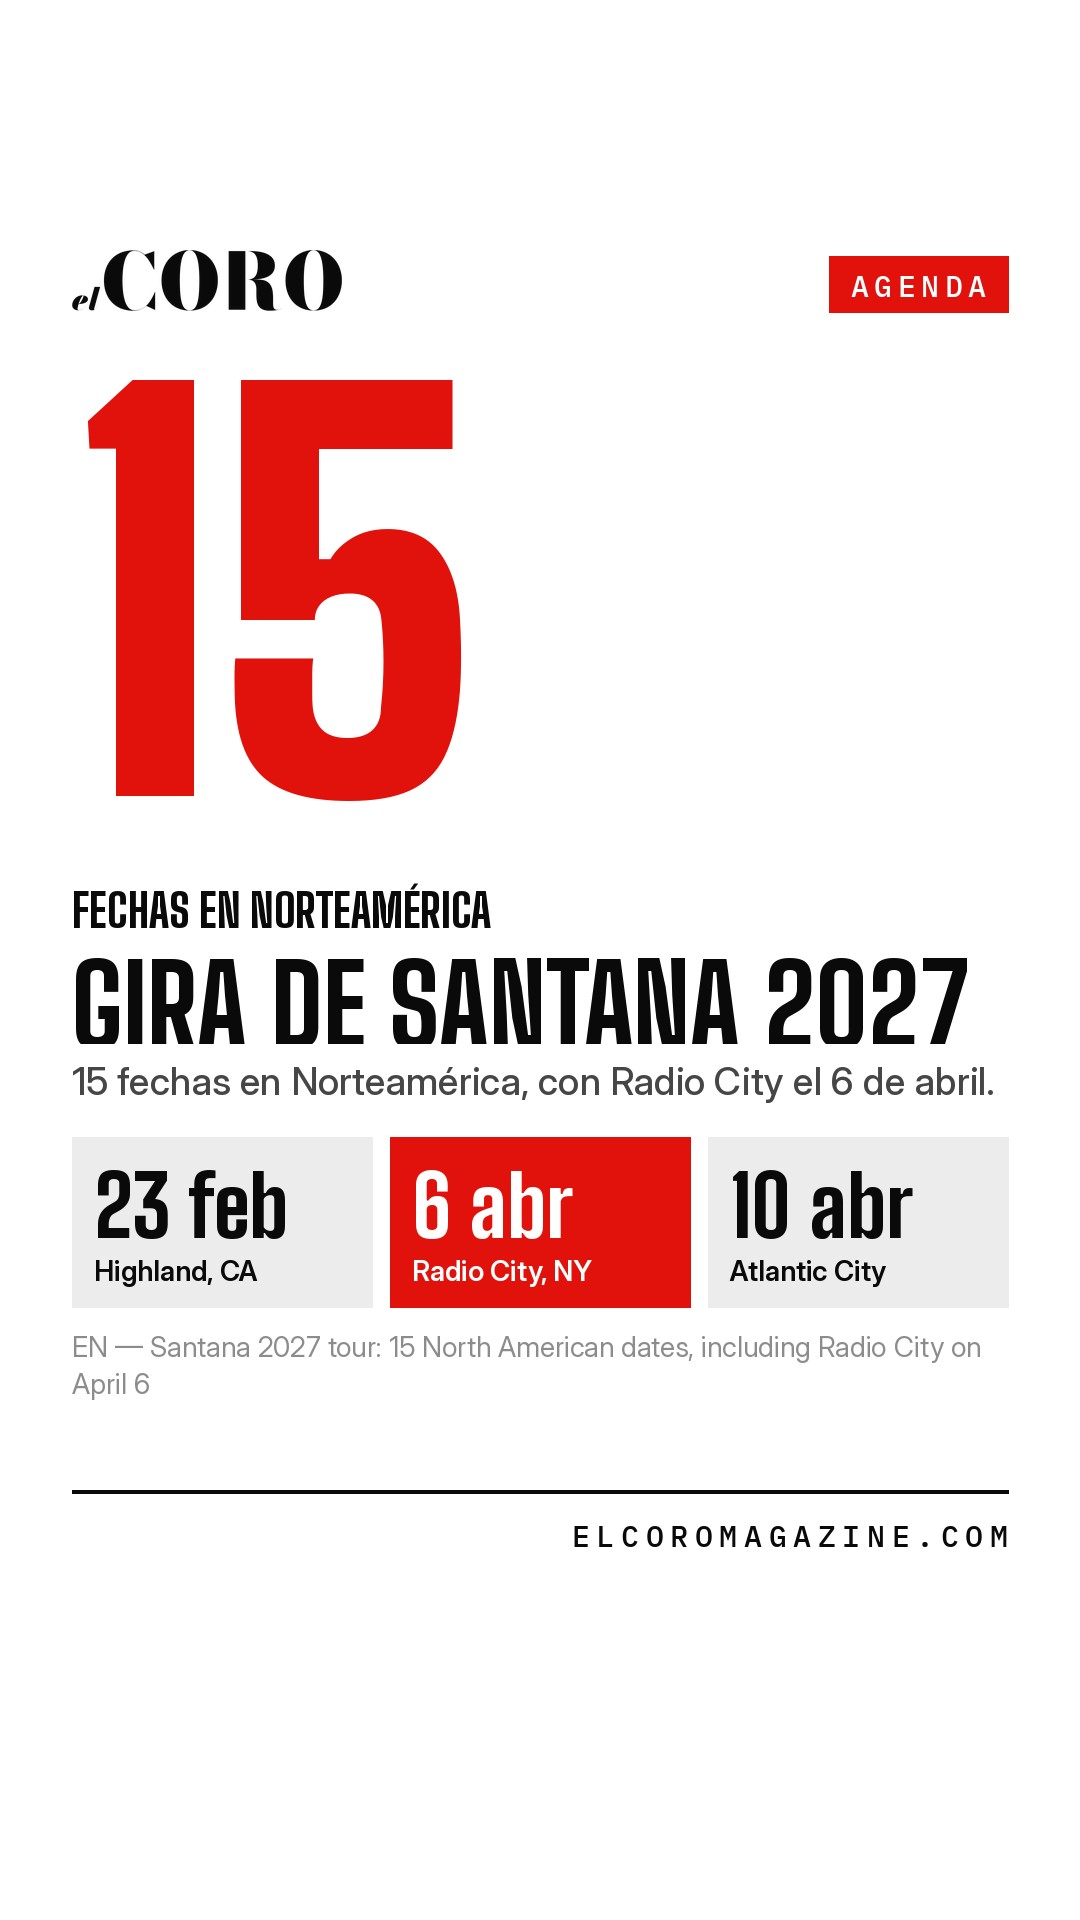 el CORO
AGENDA
15
FECHAS EN NORTEAMÉRICA
GIRA DE SANTANA 2027
15 fechas en Norteamérica, con Radio City el 6 de abril.
23 feb
Highland, CA
6 abr
Radio City, NY
10 abr
Atlantic City
EN — Santana 2027 tour: 15 North American dates, including Radio City on
April 6
ELCOROMAGAZINE.COM